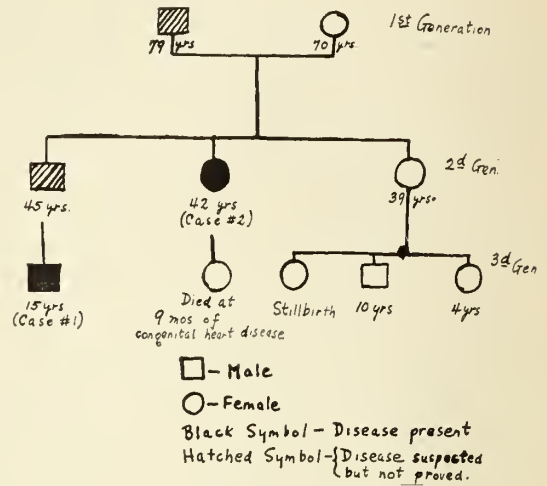 1st Generation
79 yrs
70 yrs
2d Gen.
45 yrs.
42 yrs
(Case #2)
39 yrs.
3d Gen
15 yrs
(Case #1)
Died at
9 mos of
congenital heart disease
Stillbirth
10 yrs
4 yrs
- Male
- Female
Black Symbol - Disease present
Hatched Symbol - { Disease suspected
but not proved.